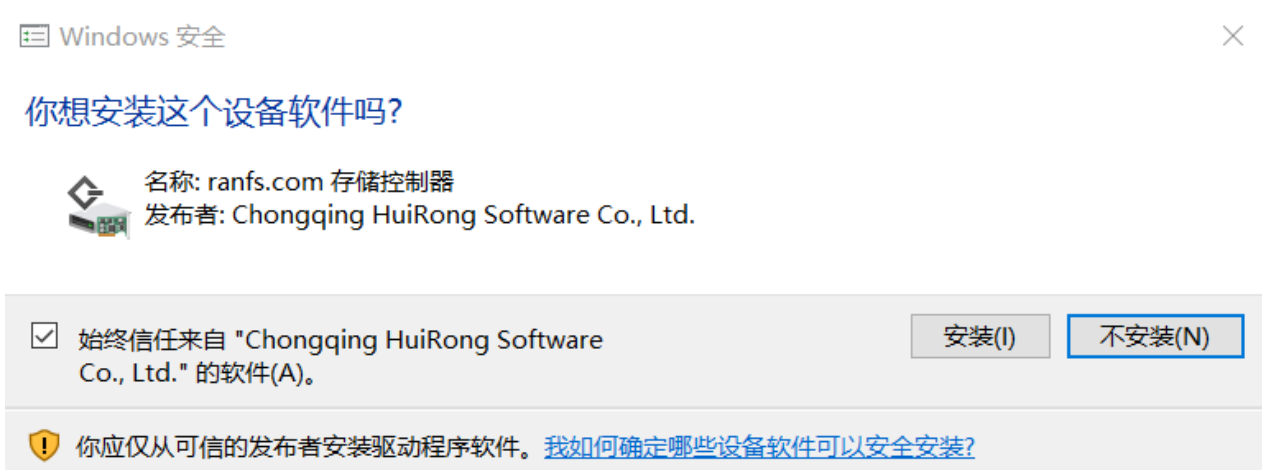 Windows 安全
你想安装这个设备软件吗?
名称: ranfs.com 存储控制器
发布者: Chongqing HuiRong Software Co., Ltd.
始终信任来自 "Chongqing HuiRong Software
Co., Ltd." 的软件(A)。
安装(I)
不安装(N)
你应仅从可信的发布者安装驱动程序软件。我如何确定哪些设备软件可以安全安装?